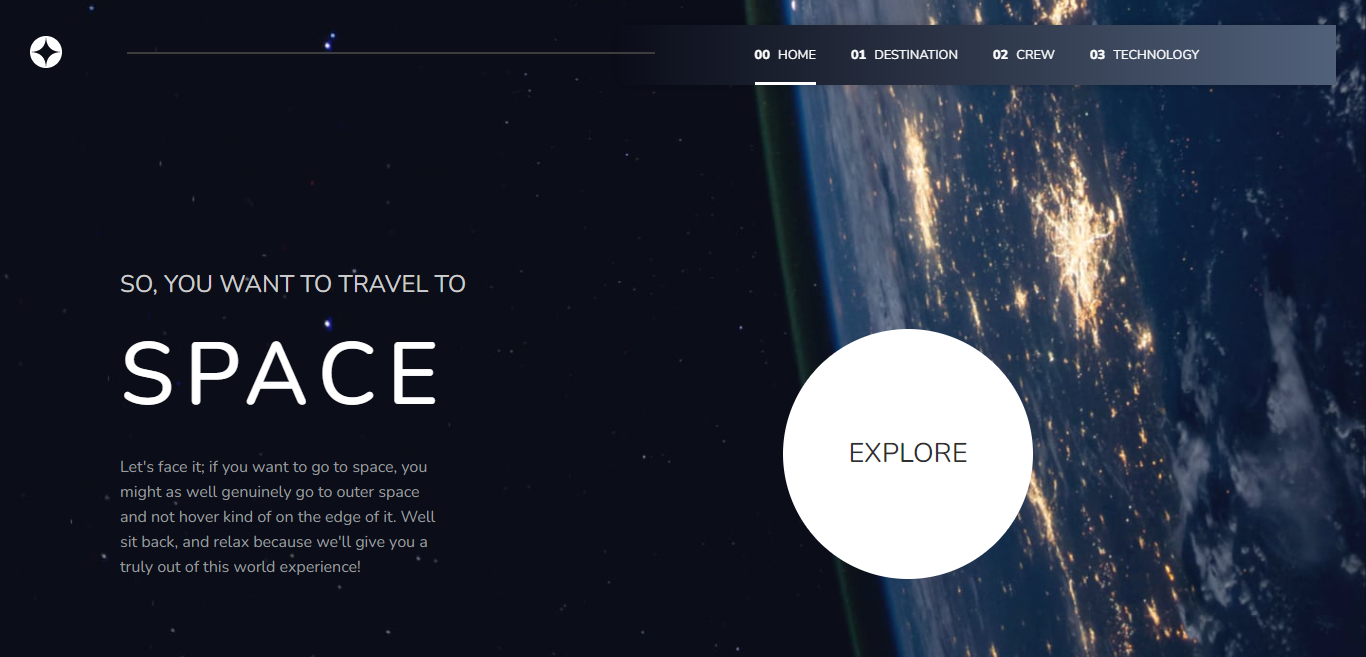 00 HOME 01 DESTINATION 02 CREW 03 TECHNOLOGY
SO, YOU WANT TO TRAVEL TO
SPACE
Let's face it; if you want to go to space, you
might as well genuinely go to outer space
and not hover kind of on the edge of it. Well
sit back, and relax because we'll give you a
truly out of this world experience!
EXPLORE